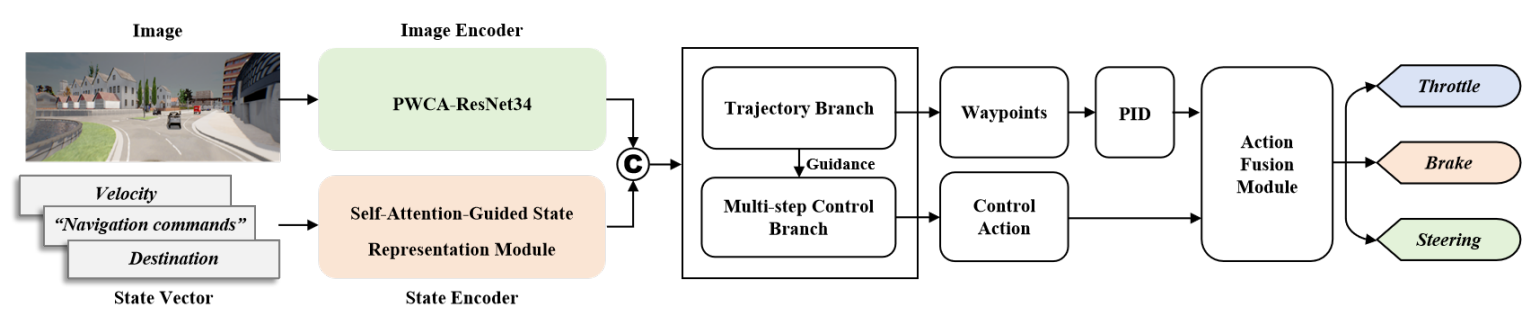 Image
Image Encoder
PWCA-ResNet34
Velocity
“Navigation commands”
Destination
State Vector
Self-Attention-Guided State
Representation Module
State Encoder
C
Trajectory Branch
Guidance
Multi-step Control
Branch
Waypoints
PID
Control
Action
Action
Fusion
Module
Throttle
Brake
Steering